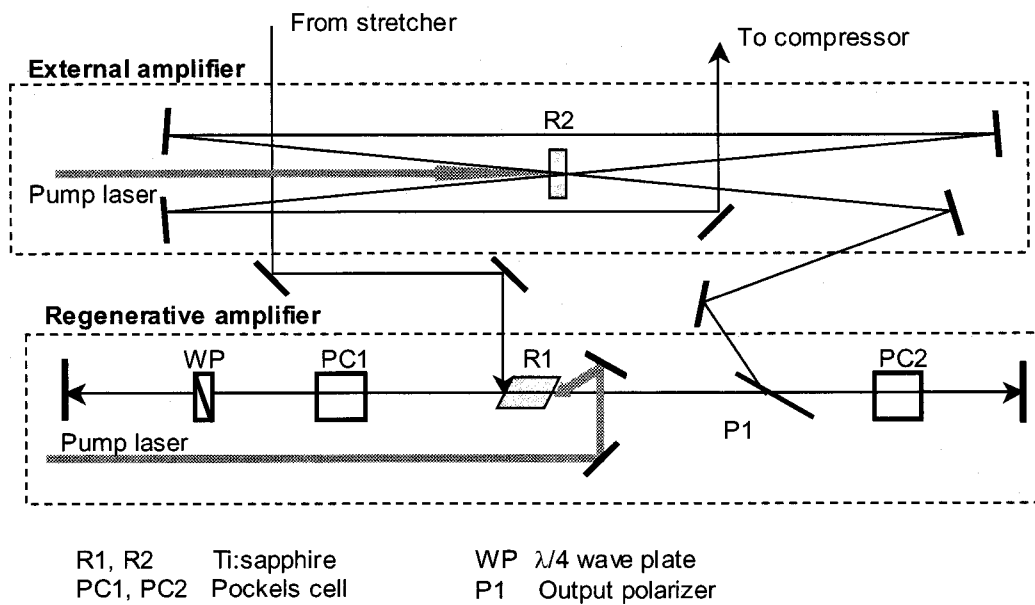 From stretcher
To compressor
External amplifier
R2
Pump laser
Regenerative amplifier
WP PC1 R1 PC2
P1
Pump laser
R1, R2 Ti:sapphire WP λ/4 wave plate
PC1, PC2 Pockels cell P1 Output polarizer